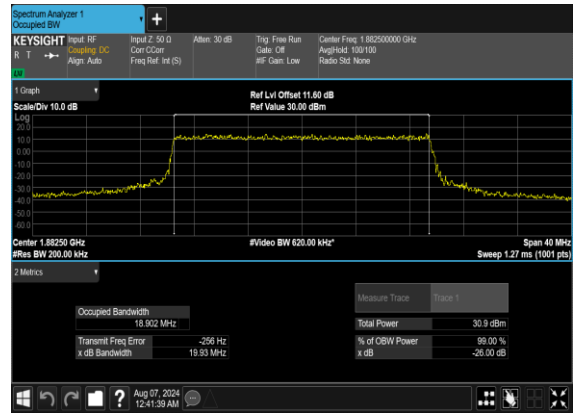 Spectrum Analyzer 1
Occupied BW
+
KEYSIGHT Input: RF Input Z: 50 Ω Atten: 30 dB Trig: Free Run Center Freq: 1.882500000 GHz
R T Coupling: DC Corr CCorr Gate: Off Avg|Hold: 100/100
Align: Auto Freq Ref: Int (S) #IF Gain: Low Radio Std: None
1 Graph
Ref Lvl Offset 11.60 dB
Scale/Div 10.0 dB Ref Value 30.00 dBm
Log
20.0
10.0
0.00
-10.0
-20.0
-30.0
-40.0
-50.0
-60.0
Center 1.88250 GHz #Video BW 620.00 kHz* Span 40 MHz
#Res BW 200.00 kHz Sweep 1.27 ms (1001 pts)
2 Metrics
Measure Trace Trace 1
Occupied Bandwidth
18.902 MHz Total Power 30.9 dBm
Transmit Freq Error -256 Hz % of OBW Power 99.00 %
x dB Bandwidth 19.93 MHz x dB -26.00 dB
? Aug 07, 2024
12:41:39 AM